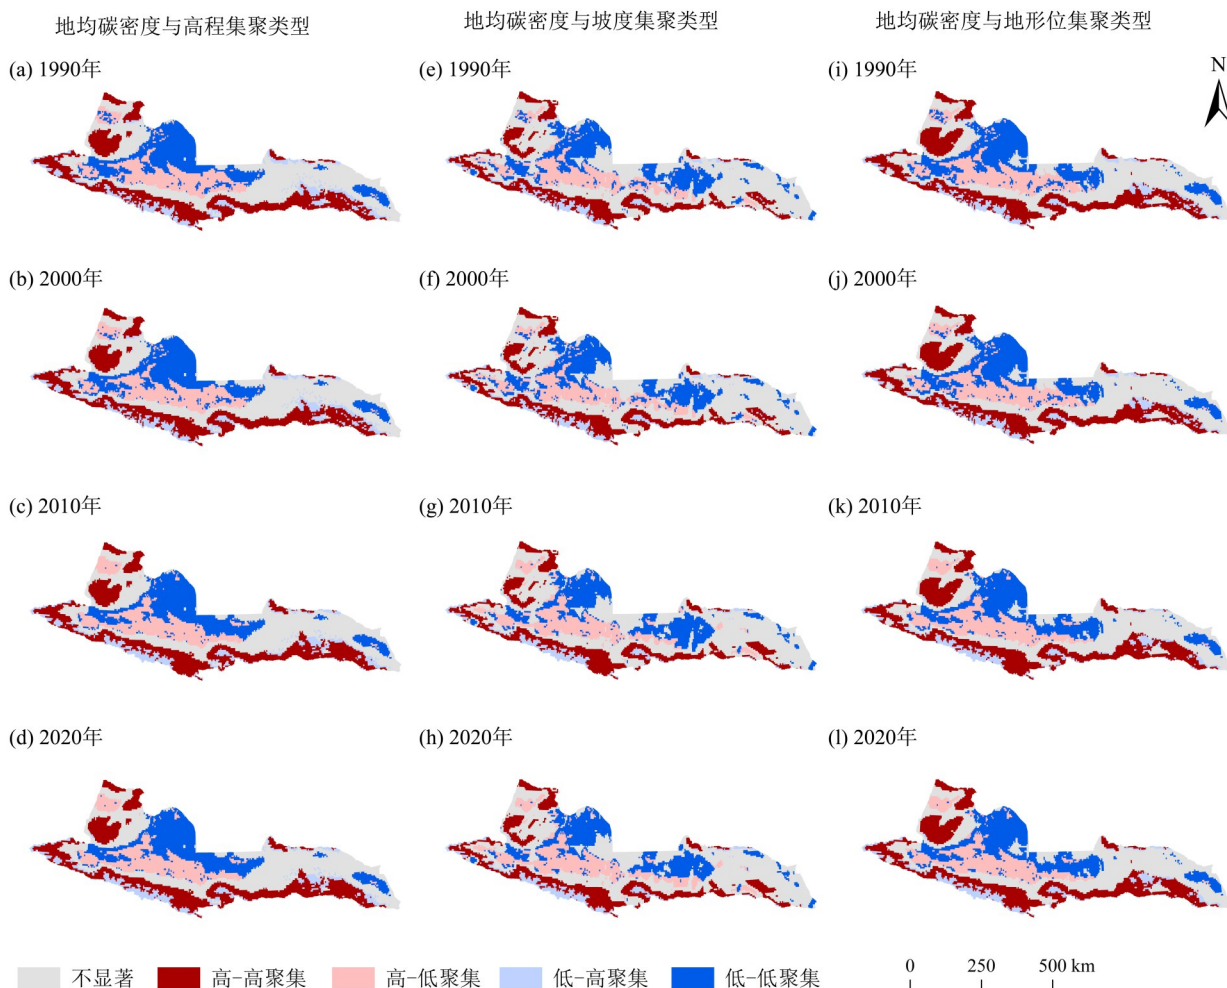 地均碳密度与高程集聚类型 地均碳密度与坡度集聚类型 地均碳密度与地形位集聚类型
N
(a) 1990年 (e) 1990年 (i) 1990年
(b) 2000年 (f) 2000年 (j) 2000年
(c) 2010年 (g) 2010年 (k) 2010年
(d) 2020年 (h) 2020年 (l) 2020年
不显著 高-高聚集 高-低聚集 低-高聚集 低-低聚集
0 250 500 km